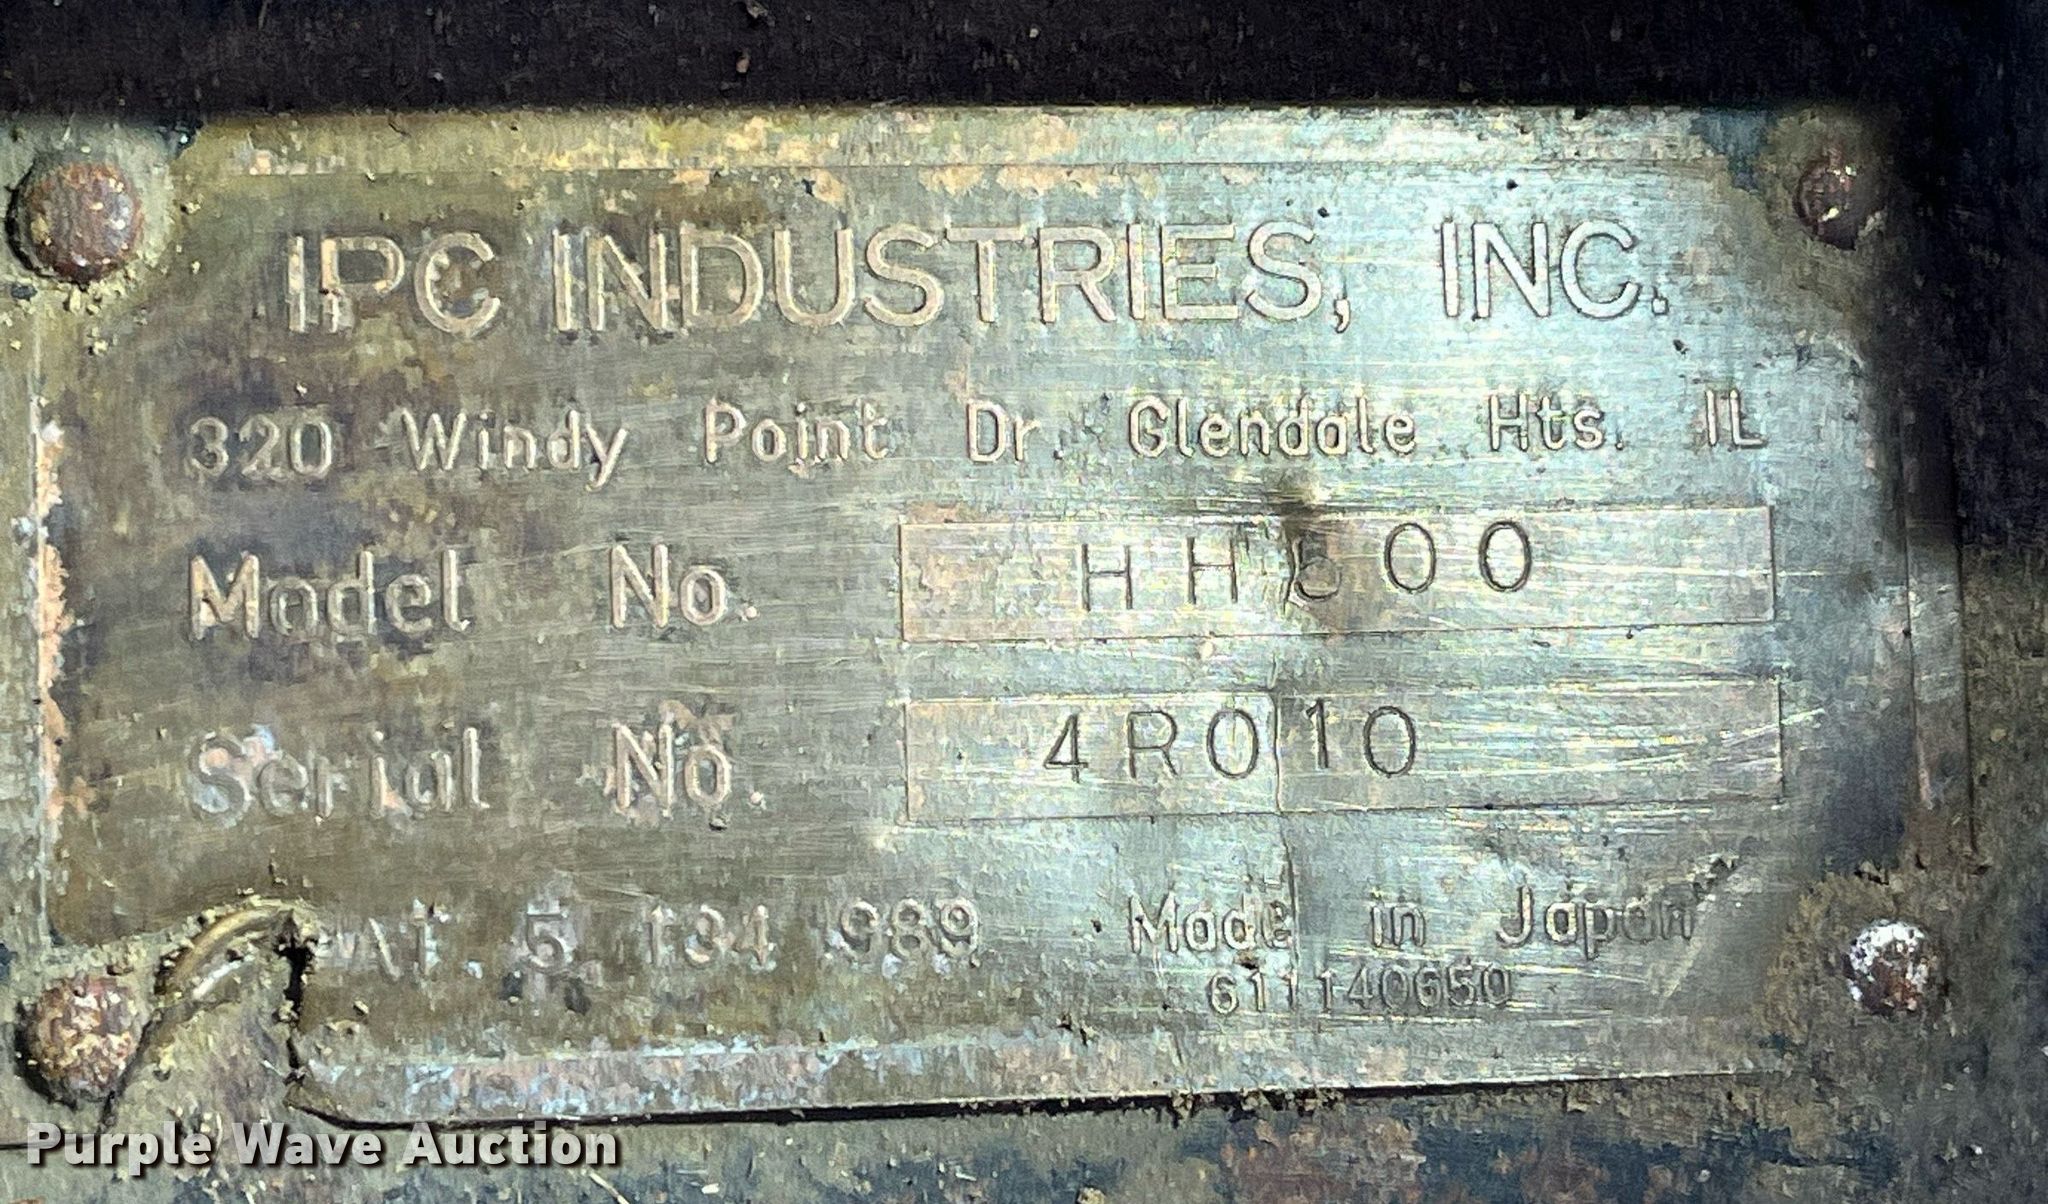 IPC INDUSTRIES, INC.
320 Windy Point Dr Glendale Hts. IL
Model No.
Serial No. 4R010
PAT. 5,134,989 Made in Japan
611140650
Purple Wave Auction